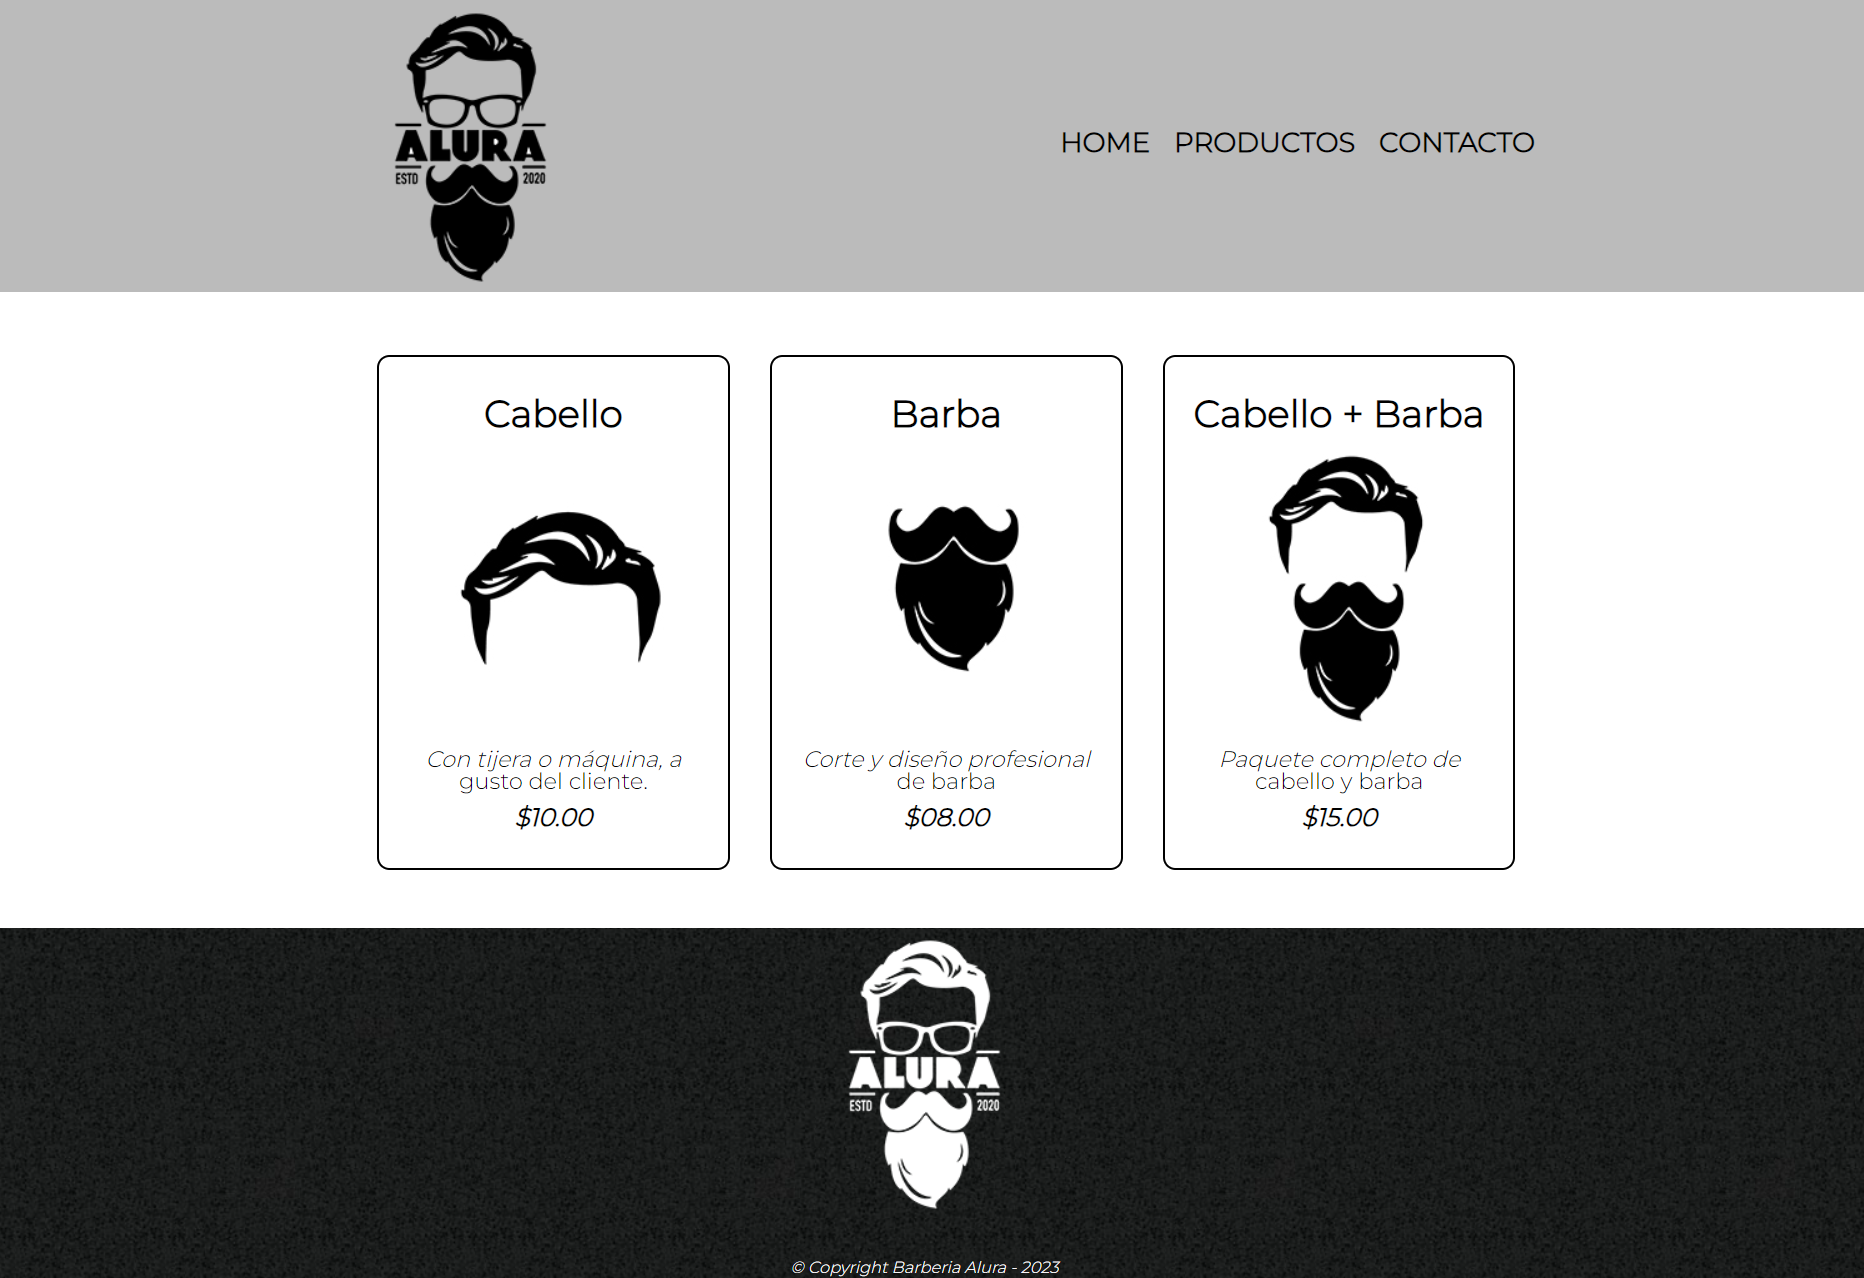 ALURA
ESTD 2020
HOME PRODUCTOS CONTACTO
Cabello
Con tijera o máquina, a
gusto del cliente.
$10.00
Barba
Corte y diseño profesional
de barba
$08.00
Cabello + Barba
Paquete completo de
cabello y barba
$15.00
ALURA
ESTD 2020
© Copyright Barberia Alura - 2023